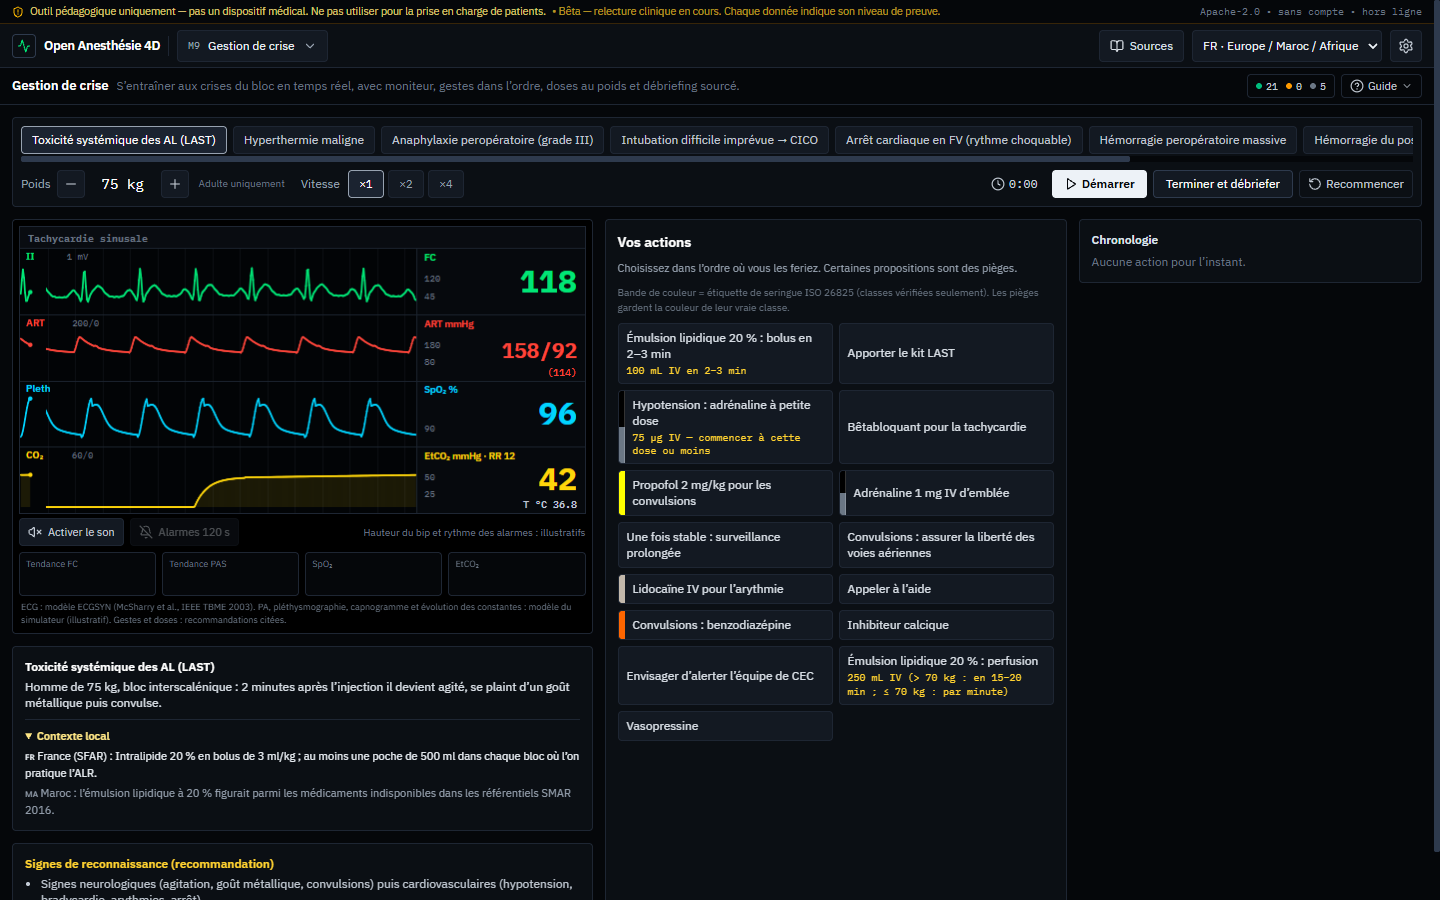 Outil pédagogique uniquement — pas un dispositif médical. Ne pas utiliser pour la prise en charge de patients. • Bêta — relecture clinique en cours. Chaque donnée indique son niveau de preuve.
Apache-2.0 • sans compte • hors ligne
Open Anesthésie 4D
M9 Gestion de crise
Sources
FR · Europe / Maroc / Afrique
Gestion de crise S'entraîner aux crises du bloc en temps réel, avec moniteur, gestes dans l'ordre, doses au poids et débriefing sourcé.
21 0 5
Guide
Toxicité systémique des AL (LAST)
Hyperthermie maligne
Anaphylaxie peropératoire (grade III)
Intubation difficile imprévue → CICO
Arrêt cardiaque en FV (rythme choquable)
Hémorragie peropératoire massive
Hémorragie du pos
Poids — 75 kg + Adulte uniquement Vitesse ×1 ×2 ×4
0:00
Démarrer
Terminer et débriefer
Recommencer
Tachycardie sinusale
II 1 mV
FC
120
45
118
ART 200/0
ART mmHg
180
80
158/92
(114)
Pleth
SpO₂ %
90
96
CO₂ 60/0
EtCO₂ mmHg · RR 12
50
25
42
T °C 36.8
Activer le son
Alarmes 120 s
Hauteur du bip et rythme des alarmes : illustratifs
Tendance FC
Tendance PAS
SpO₂
EtCO₂
ECG : modèle ECGSYN (McSharry et al., IEEE TBME 2003). PA, pléthysmographie, capnogramme et évolution des constantes : modèle du
simulateur (illustratif). Gestes et doses : recommandations citées.
Toxicité systémique des AL (LAST)
Homme de 75 kg, bloc interscalénique : 2 minutes après l'injection il devient agité, se plaint d'un goût
métallique puis convulse.
▼ Contexte local
FR France (SFAR) : Intralipide 20 % en bolus de 3 ml/kg ; au moins une poche de 500 ml dans chaque bloc où l'on
pratique l'ALR.
MA Maroc : l'émulsion lipidique à 20 % figurait parmi les médicaments indisponibles dans les référentiels SMAR
2016.
Signes de reconnaissance (recommandation)
• Signes neurologiques (agitation, goût métallique, convulsions) puis cardiovasculaires (hypotension,
bradycardie, arythmies, arrêt)
Vos actions
Choisissez dans l'ordre où vous les feriez. Certaines propositions sont des pièges.
Bande de couleur = étiquette de seringue ISO 26825 (classes vérifiées seulement). Les pièges
gardent la couleur de leur vraie classe.
Émulsion lipidique 20 % : bolus en
2–3 min
100 mL IV en 2–3 min
Apporter le kit LAST
Hypotension : adrénaline à petite
dose
75 µg IV — commencer à cette
dose ou moins
Bêtabloquant pour la tachycardie
Propofol 2 mg/kg pour les
convulsions
Adrénaline 1 mg IV d'emblée
Une fois stable : surveillance
prolongée
Convulsions : assurer la liberté des
voies aériennes
Lidocaïne IV pour l'arythmie
Appeler à l'aide
Convulsions : benzodiazépine
Inhibiteur calcique
Envisager d'alerter l'équipe de CEC
Émulsion lipidique 20 % : perfusion
250 mL IV (> 70 kg : en 15–20
min ; ≤ 70 kg : par minute)
Vasopressine
Chronologie
Aucune action pour l'instant.